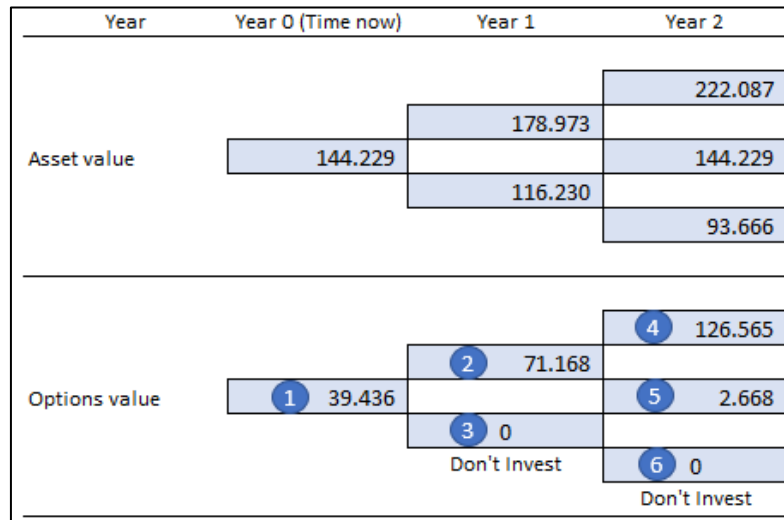 Year Year 0 (Time now) Year 1 Year 2
222.087
178.973
Asset value 144.229 144.229
116.230
93.666
4 126.565
2 71.168
Options value 1 39.436 5 2.668
3 0
Don't Invest 6 0
Don't Invest